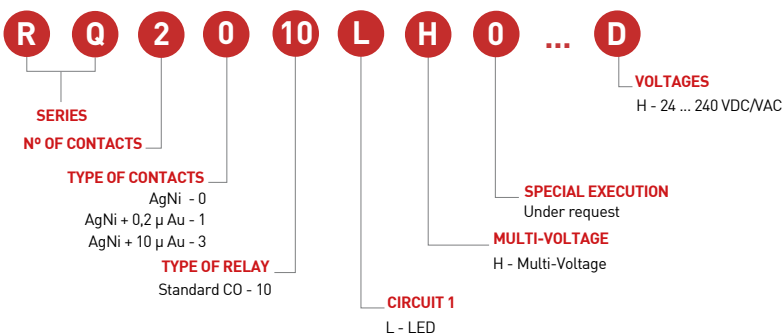 R Q 2 0 10 L H 0 ... D
VOLTAGES
H - 24 ... 240 VDC/VAC
SERIES
Nº OF CONTACTS
TYPE OF CONTACTS
AgNi - 0
AgNi + 0,2 µ Au - 1
AgNi + 10 µ Au - 3
SPECIAL EXECUTION
Under request
MULTI-VOLTAGE
H - Multi-Voltage
TYPE OF RELAY
Standard CO - 10
CIRCUIT 1
L - LED